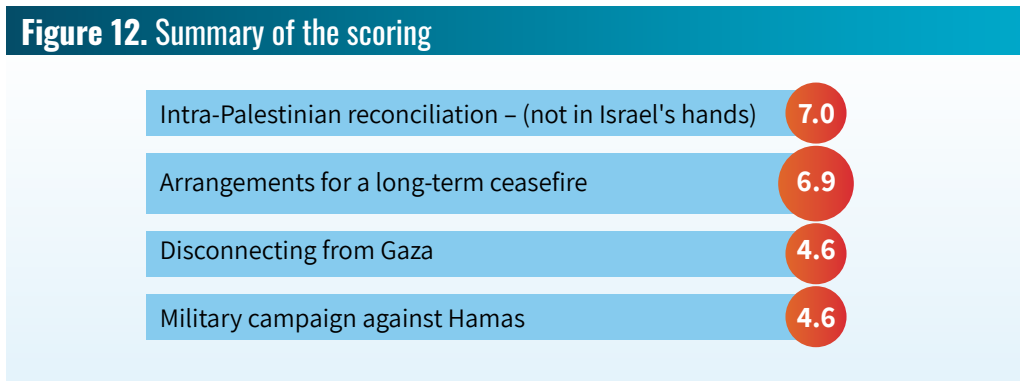 Figure 12. Summary of the scoring
Intra-Palestinian reconciliation – (not in Israel's hands) 7.0
Arrangements for a long-term ceasefire 6.9
Disconnecting from Gaza 4.6
Military campaign against Hamas 4.6